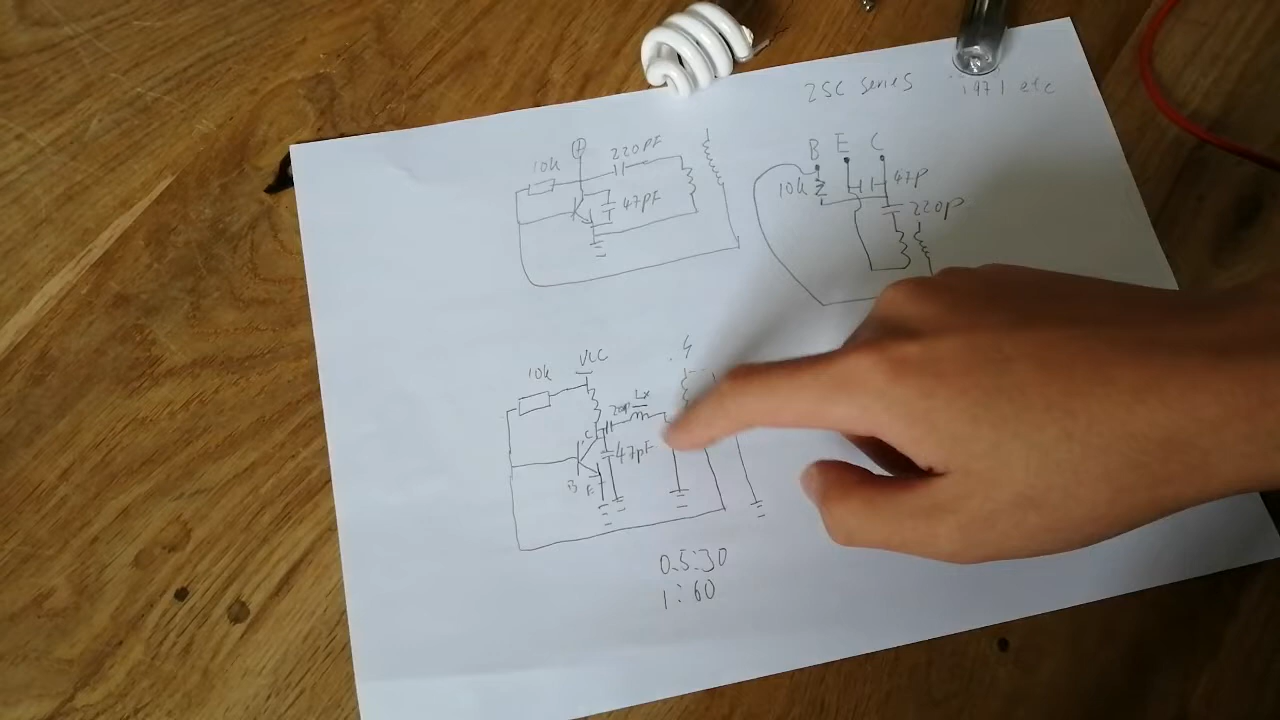 2SC series 1971 etc
10k
220pF
47pF
B E C
10k
47p
220p
VCC
10k
Lx
20p
C
47pF
B
E
0.5:30
1:60